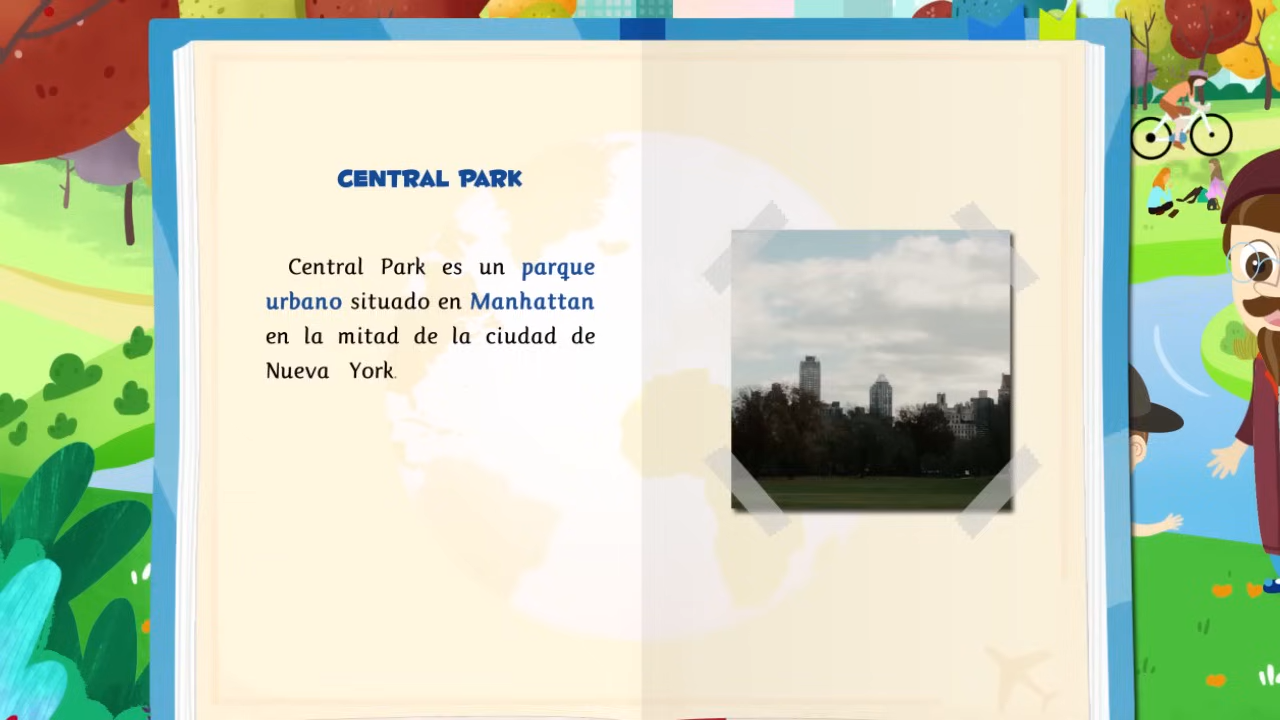 CENTRAL PARK
Central Park es un parque
urbano situado en Manhattan
en la mitad de la ciudad de
Nueva York.